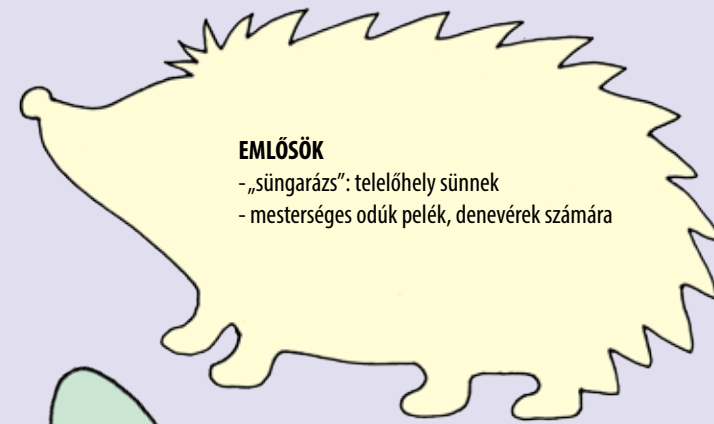 EMLŐSÖK
- „süngarázs”: telelőhely sünnek
- mesterséges odúk pelék, denevérek számára